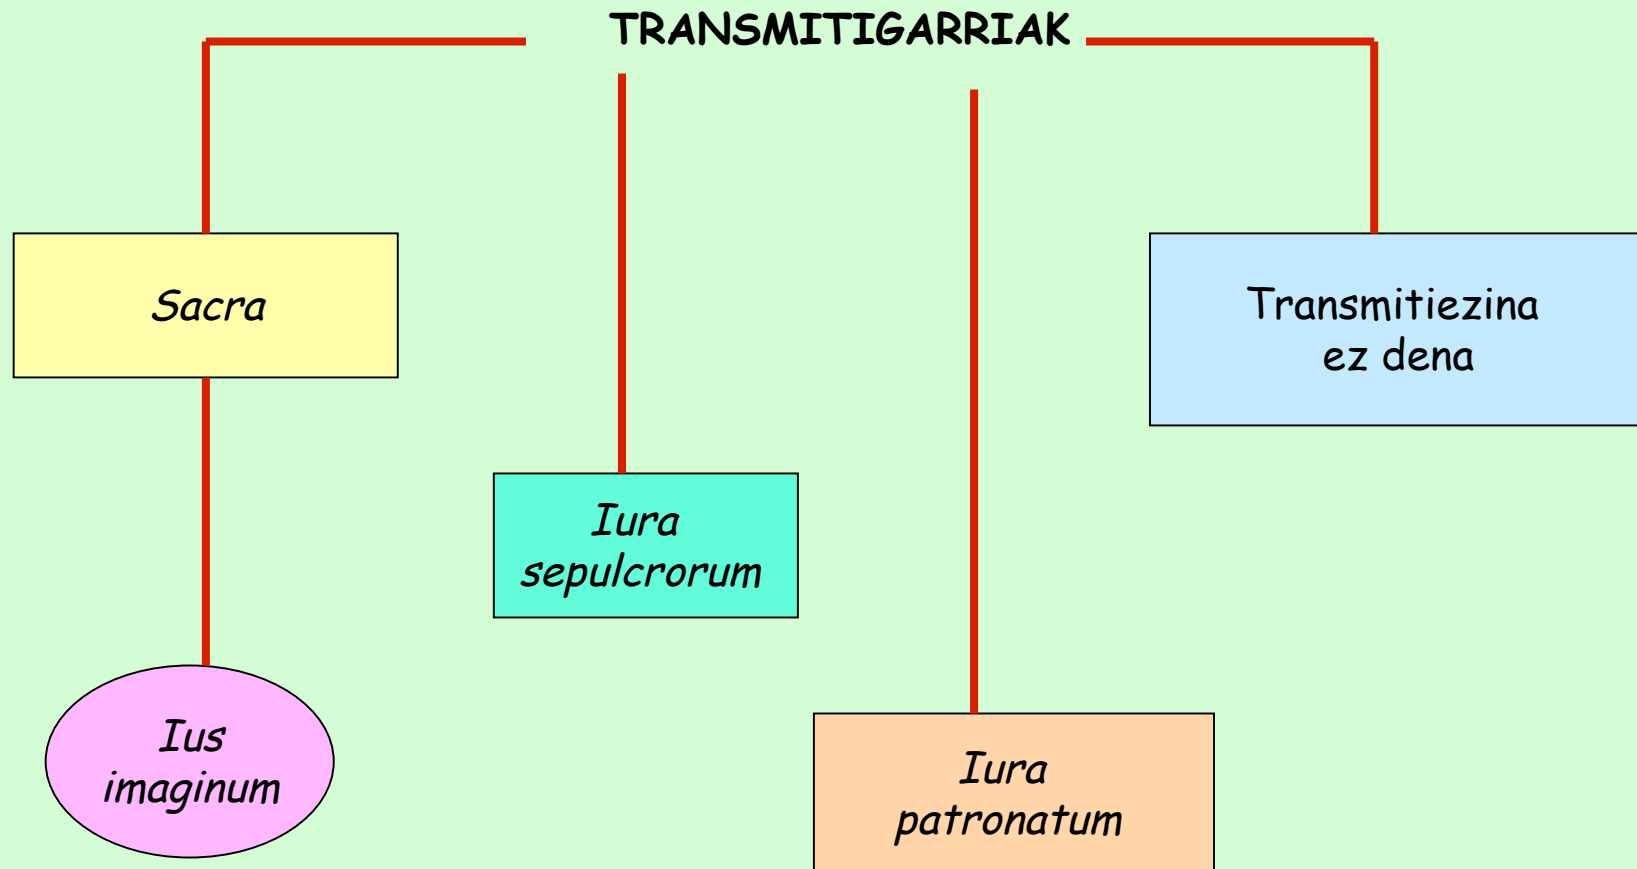 TRANSMITIGARRIAK
Sacra
Transmitiezina
ez dena
Iura
sepulcrorum
Ius
imaginum
Iura
patronatum